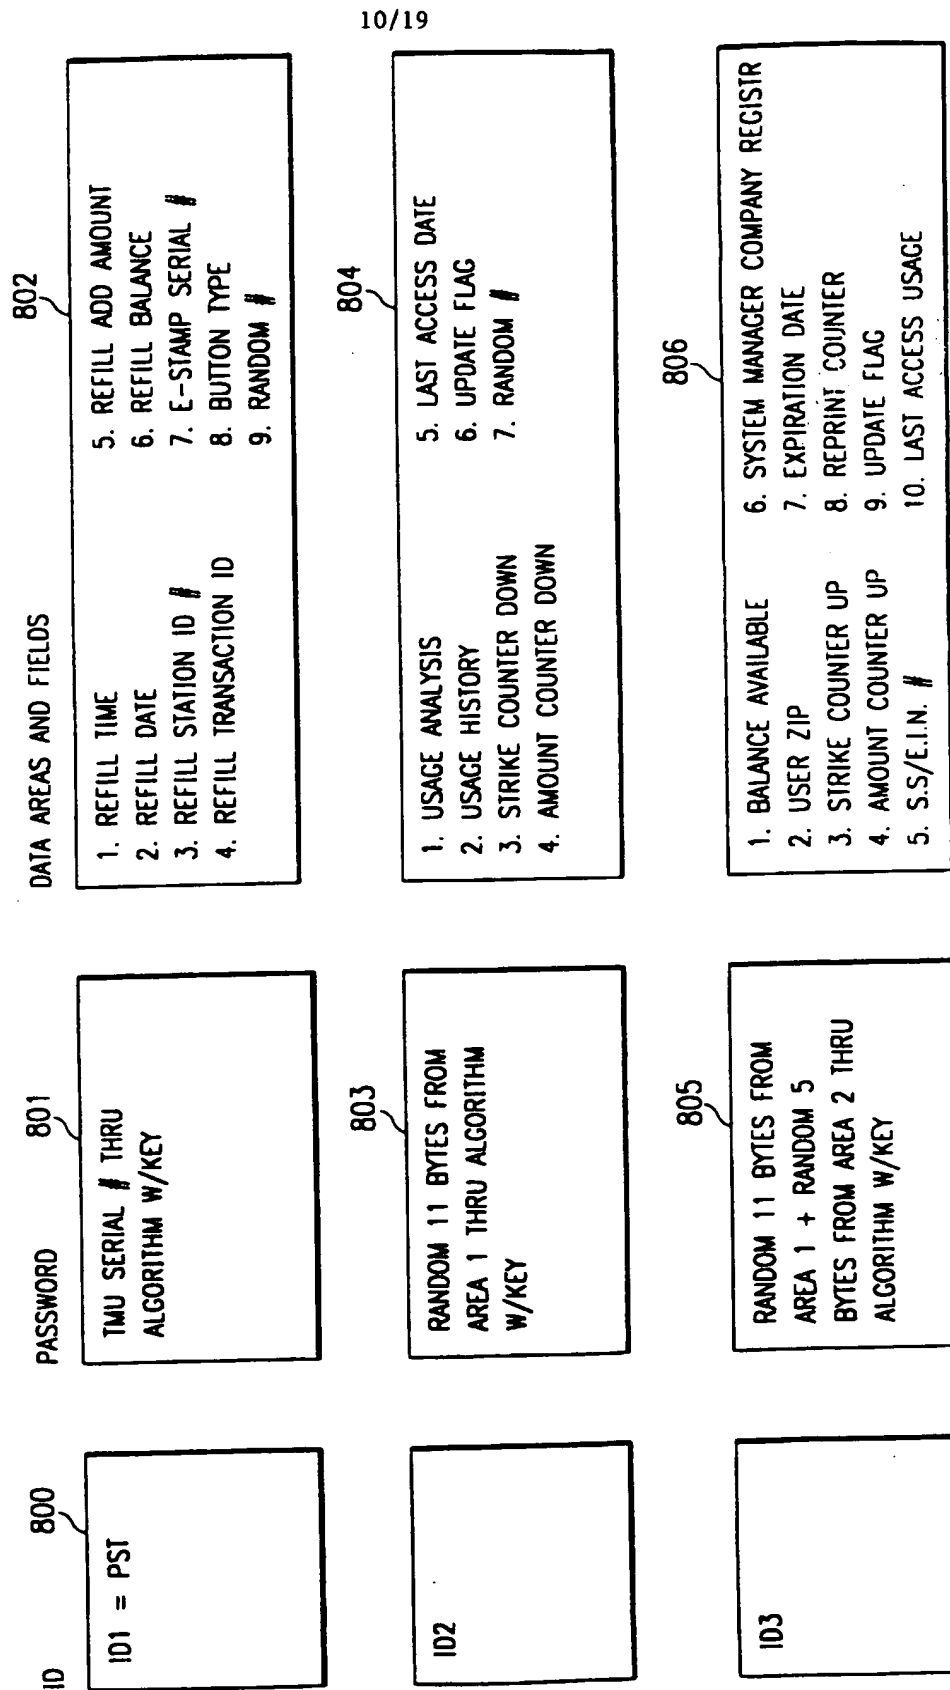 10/19
ID
PASSWORD
DATA AREAS AND FIELDS
800
ID1 = PST
801
TMU SERIAL # THRU
ALGORITHM W/KEY
802
1. REFILL TIME
2. REFILL DATE
3. REFILL STATION ID #
4. REFILL TRANSACTION ID
5. REFILL ADD AMOUNT
6. REFILL BALANCE
7. E-STAMP SERIAL #
8. BUTTON TYPE
9. RANDOM #
ID2
803
RANDOM 11 BYTES FROM
AREA 1 THRU ALGORITHM
W/KEY
804
1. USAGE ANALYSIS
2. USAGE HISTORY
3. STRIKE COUNTER DOWN
4. AMOUNT COUNTER DOWN
5. LAST ACCESS DATE
6. UPDATE FLAG
7. RANDOM #
ID3
805
RANDOM 11 BYTES FROM
AREA 1 + RANDOM 5
BYTES FROM AREA 2 THRU
ALGORITHM W/KEY
806
1. BALANCE AVAILABLE
2. USER ZIP
3. STRIKE COUNTER UP
4. AMOUNT COUNTER UP
5. S.S/E.I.N. #
6. SYSTEM MANAGER COMPANY REGISTR
7. EXPIRATION DATE
8. REPRINT COUNTER
9. UPDATE FLAG
10. LAST ACCESS USAGE